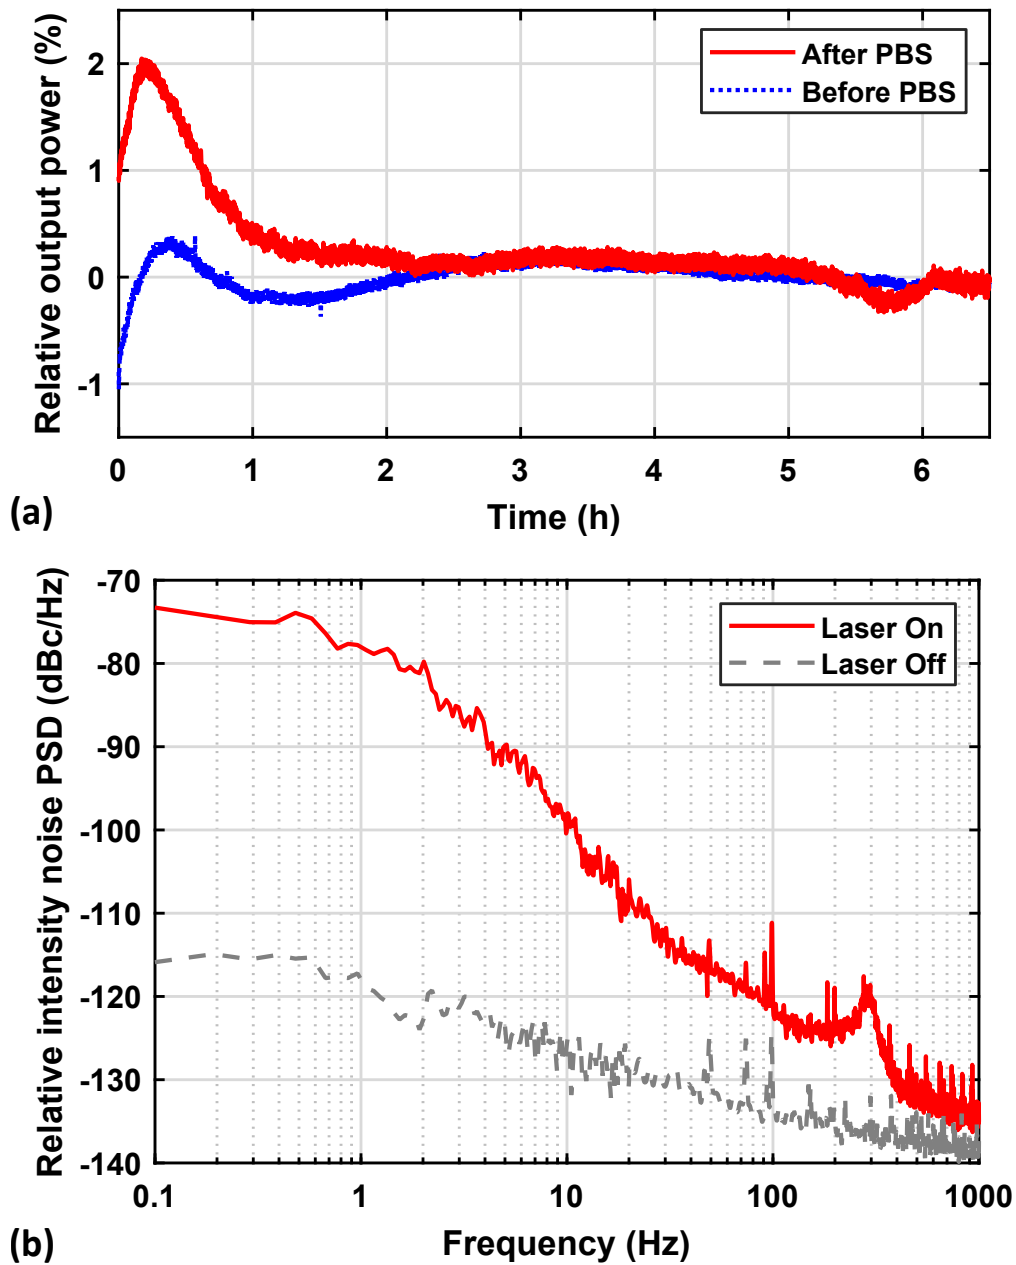 Relative output power (%)
2
1
0
-1
After PBS
Before PBS
0 1 2 3 4 5 6
Time (h)
(a)
Relative intensity noise PSD (dBc/Hz)
-70
-80
-90
-100
-110
-120
-130
-140
Laser On
Laser Off
0.1 1 10 100 1000
Frequency (Hz)
(b)